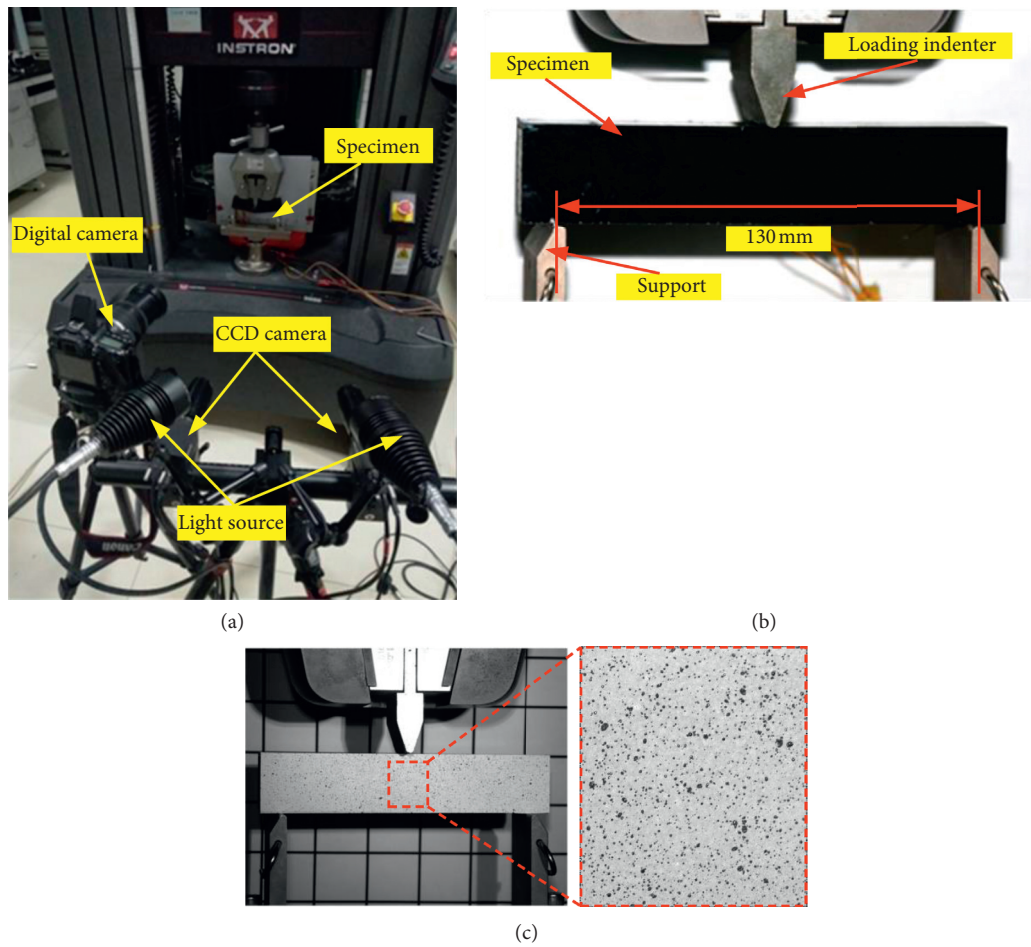 INSTRON
Specimen
Digital camera
CCD camera
Light source
(a)
Loading indenter
Specimen
130 mm
Support
(b)
(c)